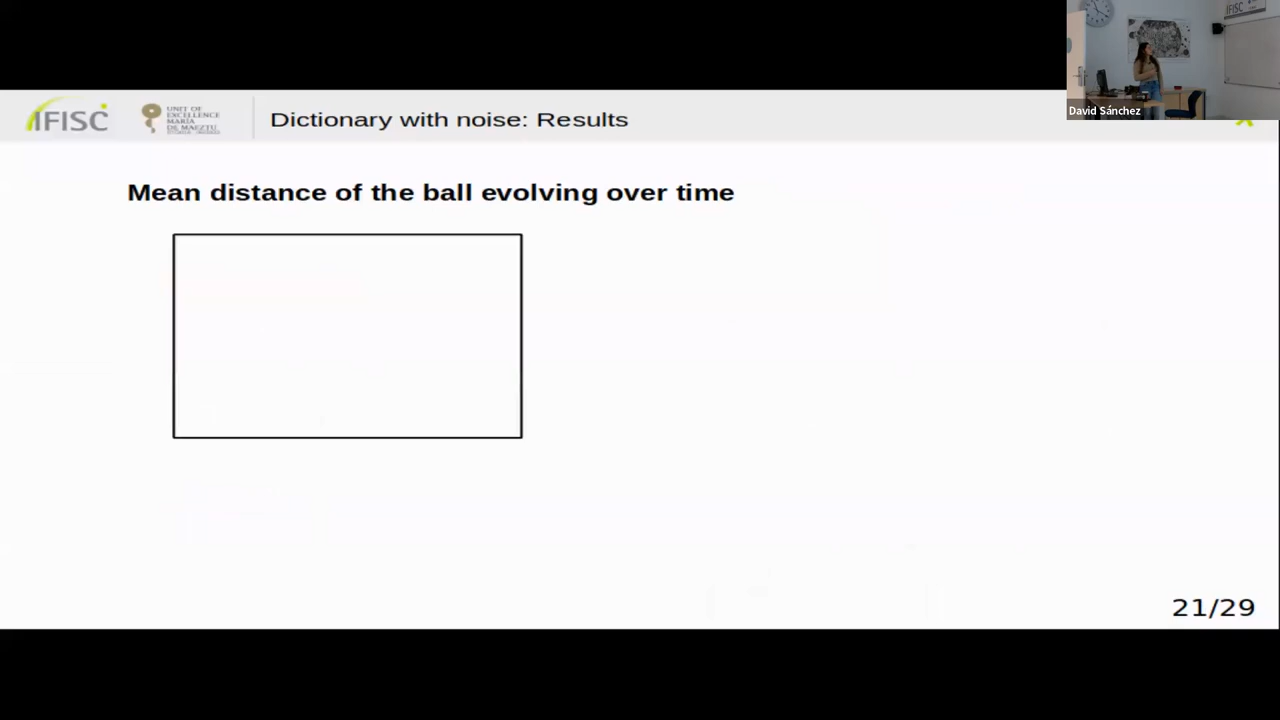 IFISC
UNIT OF
EXCELLENCE
MARÍA
DE MAEZTU
Dictionary with noise: Results
IFISC
David Sánchez
Mean distance of the ball evolving over time
21/29